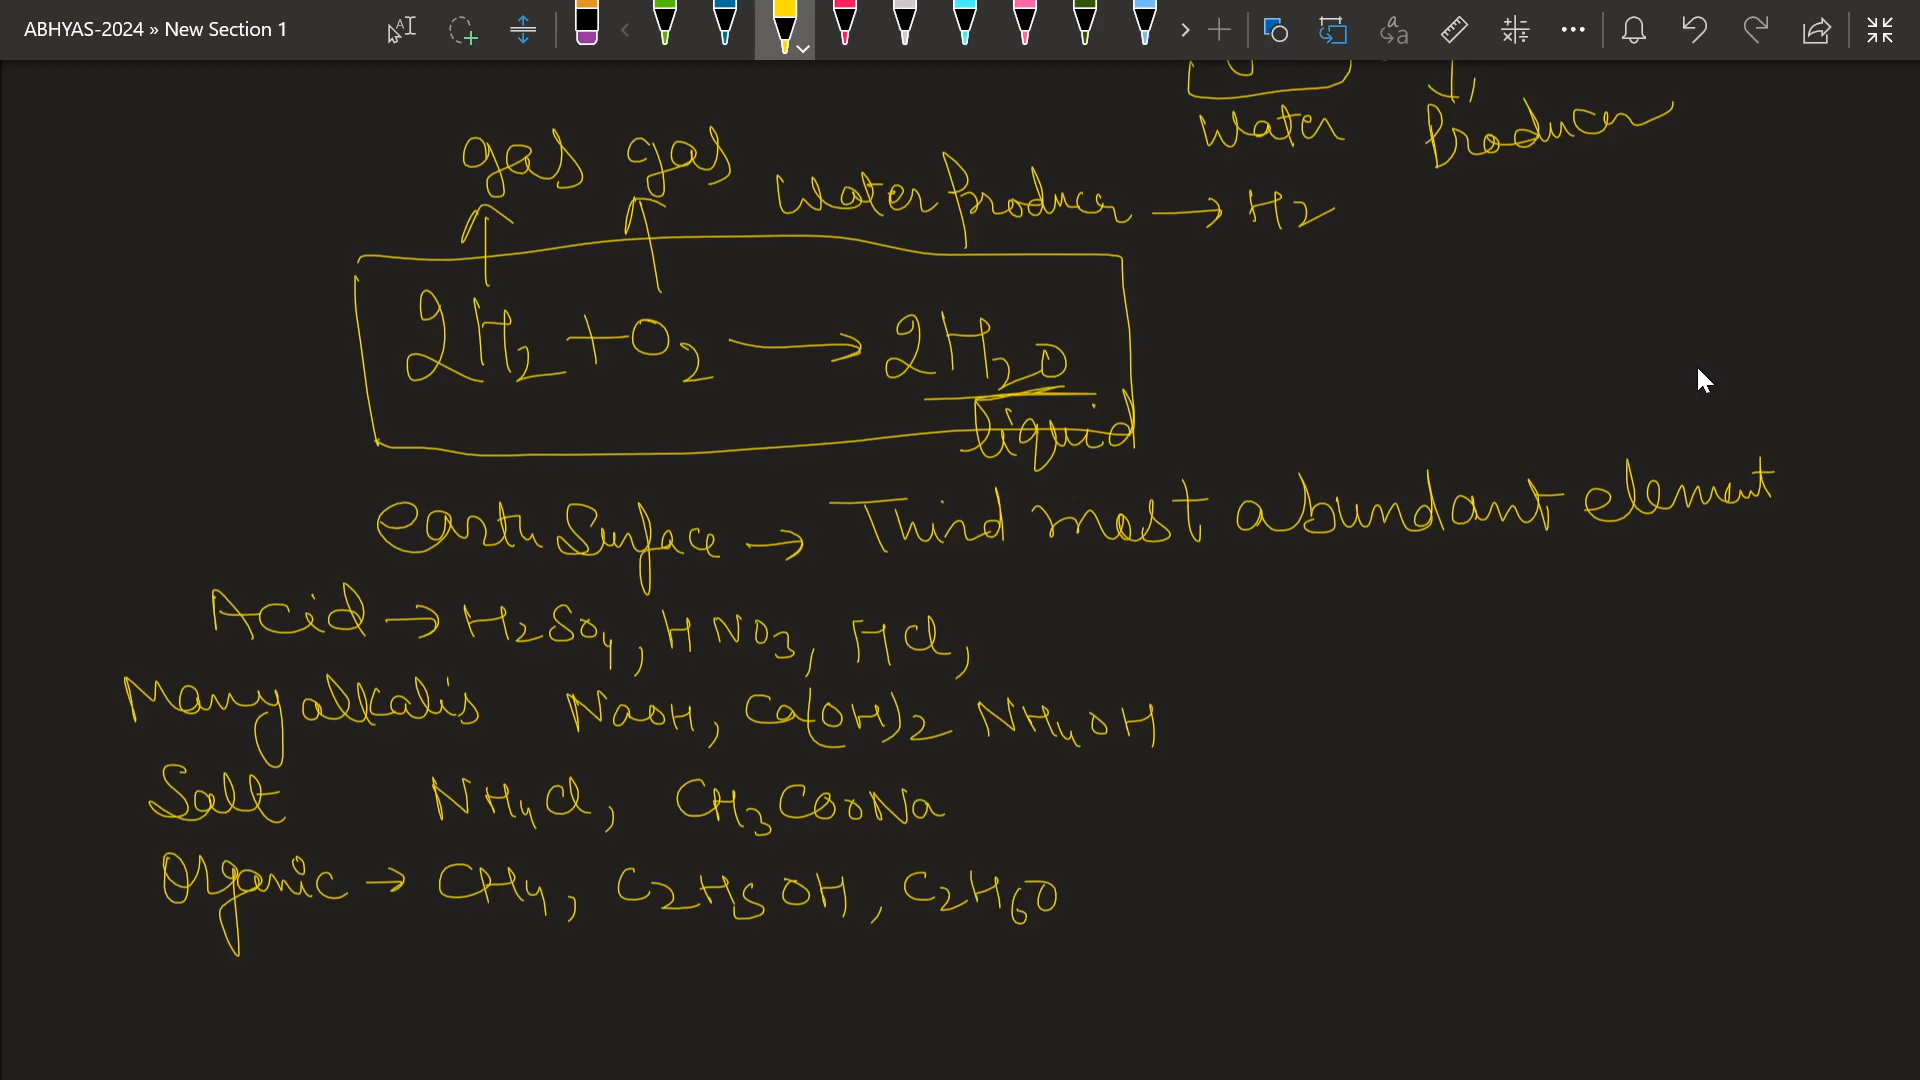 ABHYAS-2024 » New Section 1
Water Producer
gas gas
Water Producer → H2
2H2 + O2 → 2H2O
liquid
earth Surface → Third most abundant element
Acid → H2SO4, HNO3, HCl,
Many alkalis NaOH, Ca(OH)2 NH4OH
Salt NH4Cl, CH3COONa
Organic → CH4, C2H5OH, C2H6O